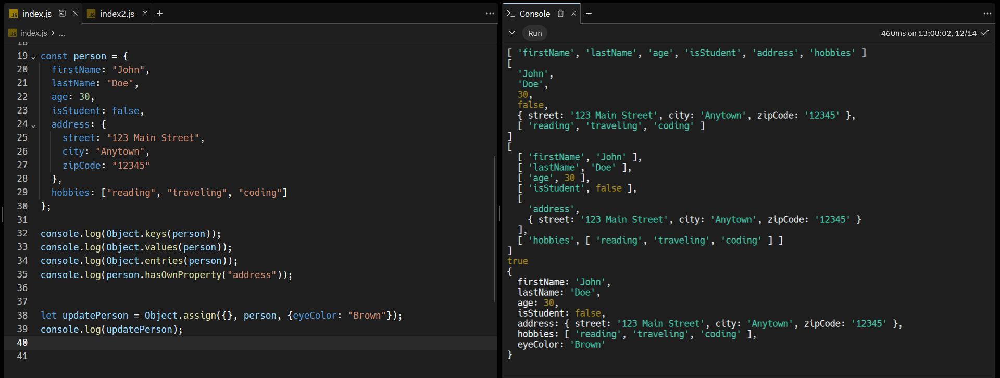 index.js
index2.js
index.js > ...
18
19 const person = {
20 firstName: "John",
21 lastName: "Doe",
22 age: 30,
23 isStudent: false,
24 address: {
25 street: "123 Main Street",
26 city: "Anytown",
27 zipCode: "12345"
28 },
29 hobbies: ["reading", "traveling", "coding"]
30 };
31
32 console.log(Object.keys(person));
33 console.log(Object.values(person));
34 console.log(Object.entries(person));
35 console.log(person.hasOwnProperty("address"));
36
37
38 let updatePerson = Object.assign({}, person, {eyeColor: "Brown"});
39 console.log(updatePerson);
40
41
Console
Run
460ms on 13:08:02, 12/14
[ 'firstName', 'lastName', 'age', 'isStudent', 'address', 'hobbies' ]
[
'John',
'Doe',
30,
false,
{ street: '123 Main Street', city: 'Anytown', zipCode: '12345' },
[ 'reading', 'traveling', 'coding' ]
]
[
[ 'firstName', 'John' ],
[ 'lastName', 'Doe' ],
[ 'age', 30 ],
[ 'isStudent', false ],
[
'address',
{ street: '123 Main Street', city: 'Anytown', zipCode: '12345' }
],
[ 'hobbies', [ 'reading', 'traveling', 'coding' ] ]
]
true
{
firstName: 'John',
lastName: 'Doe',
age: 30,
isStudent: false,
address: { street: '123 Main Street', city: 'Anytown', zipCode: '12345' },
hobbies: [ 'reading', 'traveling', 'coding' ],
eyeColor: 'Brown'
}